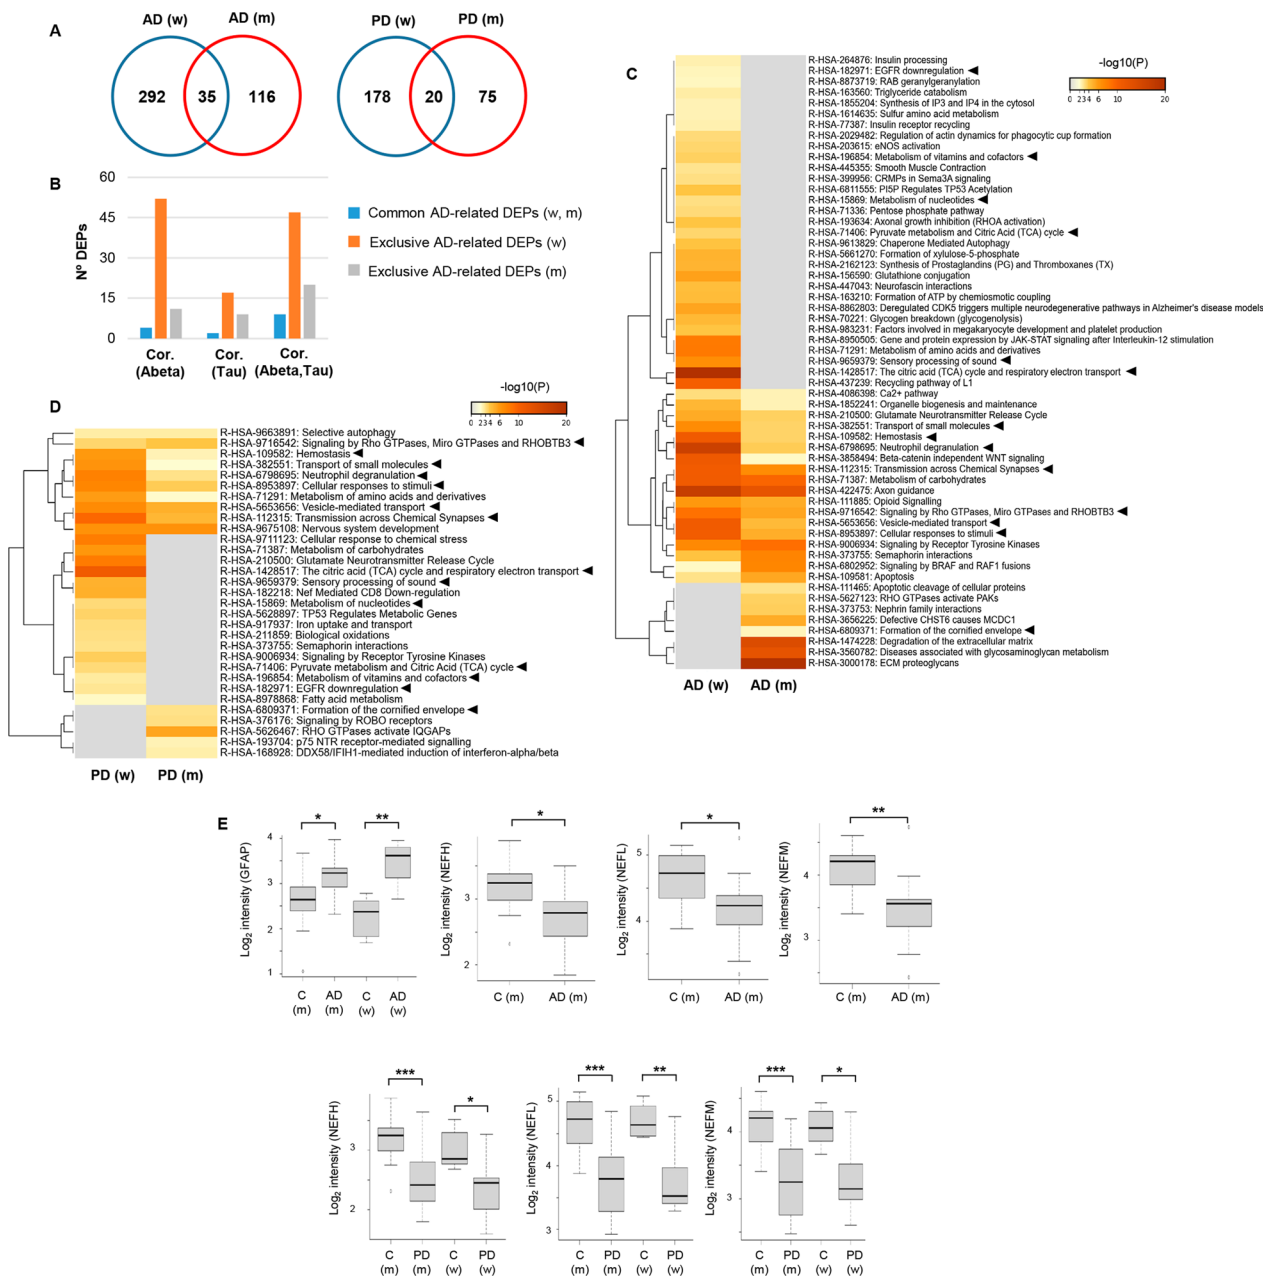 A
AD (w)
AD (m)
292
35
116
PD (w)
PD (m)
178
20
75
B
60
45
30
15
0
Nº DEPs
Cor.
(Abeta)
Cor.
(Tau)
Cor.
(Abeta,Tau)
Common AD-related DEPs (w, m)
Exclusive AD-related DEPs (w)
Exclusive AD-related DEPs (m)
C
-log10(P)
0 2 3 4 6 10 20
R-HSA-264876: Insulin processing
R-HSA-182971: EGFR downregulation
R-HSA-8873719: RAB geranylgeranylation
R-HSA-163560: Triglyceride catabolism
R-HSA-1855204: Synthesis of IP3 and IP4 in the cytosol
R-HSA-1614635: Sulfur amino acid metabolism
R-HSA-77387: Insulin receptor recycling
R-HSA-2029482: Regulation of actin dynamics for phagocytic cup formation
R-HSA-203615: eNOS activation
R-HSA-196854: Metabolism of vitamins and cofactors
R-HSA-445355: Smooth Muscle Contraction
R-HSA-399956: CRMPs in Sema3A signaling
R-HSA-6811555: PI5P Regulates TP53 Acetylation
R-HSA-15869: Metabolism of nucleotides
R-HSA-71336: Pentose phosphate pathway
R-HSA-193634: Axonal growth inhibition (RHOA activation)
R-HSA-71406: Pyruvate metabolism and Citric Acid (TCA) cycle
R-HSA-9613829: Chaperone Mediated Autophagy
R-HSA-5661270: Formation of xylulose-5-phosphate
R-HSA-2162123: Synthesis of Prostaglandins (PG) and Thromboxanes (TX)
R-HSA-156590: Glutathione conjugation
R-HSA-447043: Neurofascin interactions
R-HSA-163210: Formation of ATP by chemiosmotic coupling
R-HSA-8862803: Deregulated CDK5 triggers multiple neurodegenerative pathways in Alzheimer's disease models
R-HSA-70221: Glycogen breakdown (glycogenolysis)
R-HSA-983231: Factors involved in megakaryocyte development and platelet production
R-HSA-8950505: Gene and protein expression by JAK-STAT signaling after Interleukin-12 stimulation
R-HSA-71291: Metabolism of amino acids and derivatives
R-HSA-9659379: Sensory processing of sound
R-HSA-1428517: The citric acid (TCA) cycle and respiratory electron transport
R-HSA-437239: Recycling pathway of L1
R-HSA-4086398: Ca2+ pathway
R-HSA-1852241: Organelle biogenesis and maintenance
R-HSA-210500: Glutamate Neurotransmitter Release Cycle
R-HSA-382551: Transport of small molecules
R-HSA-109582: Hemostasis
R-HSA-6798695: Neutrophil degranulation
R-HSA-3858494: Beta-catenin independent WNT signaling
R-HSA-112315: Transmission across Chemical Synapses
R-HSA-71387: Metabolism of carbohydrates
R-HSA-422475: Axon guidance
R-HSA-111885: Opioid Signalling
R-HSA-9716542: Signaling by Rho GTPases, Miro GTPases and RHOBTB3
R-HSA-5653656: Vesicle-mediated transport
R-HSA-8953897: Cellular responses to stimuli
R-HSA-9006934: Signaling by Receptor Tyrosine Kinases
R-HSA-373755: Semaphorin interactions
R-HSA-6802952: Signaling by BRAF and RAF1 fusions
R-HSA-109581: Apoptosis
R-HSA-111465: Apoptotic cleavage of cellular proteins
R-HSA-5627123: RHO GTPases activate PAKs
R-HSA-373753: Nephrin family interactions
R-HSA-3656225: Defective CHST6 causes MCDC1
R-HSA-6809371: Formation of the cornified envelope
R-HSA-1474228: Degradation of the extracellular matrix
R-HSA-3560782: Diseases associated with glycosaminoglycan metabolism
R-HSA-3000178: ECM proteoglycans
AD (w)
AD (m)
D
-log10(P)
0 2 3 4 6 10 20
R-HSA-9663891: Selective autophagy
R-HSA-9716542: Signaling by Rho GTPases, Miro GTPases and RHOBTB3
R-HSA-109582: Hemostasis
R-HSA-382551: Transport of small molecules
R-HSA-6798695: Neutrophil degranulation
R-HSA-8953897: Cellular responses to stimuli
R-HSA-71291: Metabolism of amino acids and derivatives
R-HSA-5653656: Vesicle-mediated transport
R-HSA-112315: Transmission across Chemical Synapses
R-HSA-9675108: Nervous system development
R-HSA-9711123: Cellular response to chemical stress
R-HSA-71387: Metabolism of carbohydrates
R-HSA-210500: Glutamate Neurotransmitter Release Cycle
R-HSA-1428517: The citric acid (TCA) cycle and respiratory electron transport
R-HSA-9659379: Sensory processing of sound
R-HSA-182218: Nef Mediated CD8 Down-regulation
R-HSA-15869: Metabolism of nucleotides
R-HSA-5628897: TP53 Regulates Metabolic Genes
R-HSA-917937: Iron uptake and transport
R-HSA-211859: Biological oxidations
R-HSA-373755: Semaphorin interactions
R-HSA-9006934: Signaling by Receptor Tyrosine Kinases
R-HSA-71406: Pyruvate metabolism and Citric Acid (TCA) cycle
R-HSA-196854: Metabolism of vitamins and cofactors
R-HSA-182971: EGFR downregulation
R-HSA-8978868: Fatty acid metabolism
R-HSA-6809371: Formation of the cornified envelope
R-HSA-376176: Signaling by ROBO receptors
R-HSA-5626467: RHO GTPases activate IQGAPs
R-HSA-193704: p75 NTR receptor-mediated signalling
R-HSA-168928: DDX58/IFIH1-mediated induction of interferon-alpha/beta
PD (w)
PD (m)
E
Log2 intensity (GFAP)
4
3
2
1
*
**
C
(m)
AD
(m)
C
(w)
AD
(w)
Log2 intensity (NEFH)
3
2
*
C (m)
AD (m)
Log2 intensity (NEFL)
5
4
*
C (m)
AD (m)
Log2 intensity (NEFM)
4
3
**
C (m)
AD (m)
Log2 intensity (NEFH)
3
2
***
*
C
(m)
PD
(m)
C
(w)
PD
(w)
Log2 intensity (NEFL)
5
4
3
***
**
C
(m)
PD
(m)
C
(w)
PD
(w)
Log2 intensity (NEFM)
4
3
***
*
C
(m)
PD
(m)
C
(w)
PD
(w)